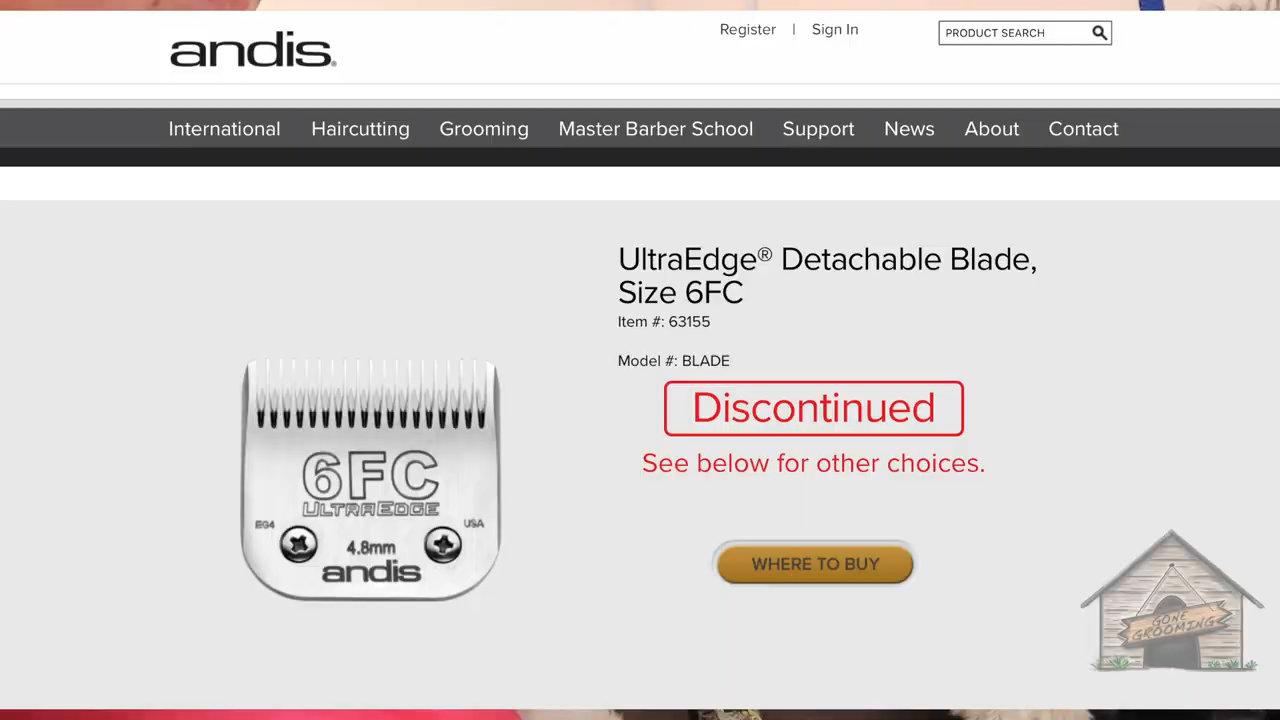 andis
Register | Sign In
PRODUCT SEARCH
International Haircutting Grooming Master Barber School Support News About Contact
UltraEdge® Detachable Blade,
Size 6FC
Item #: 63155
Model #: BLADE
Discontinued
See below for other choices.
WHERE TO BUY
6FC
ULTRAEDGE
EG4 USA
4.8mm
andis
GONE
GROOMING